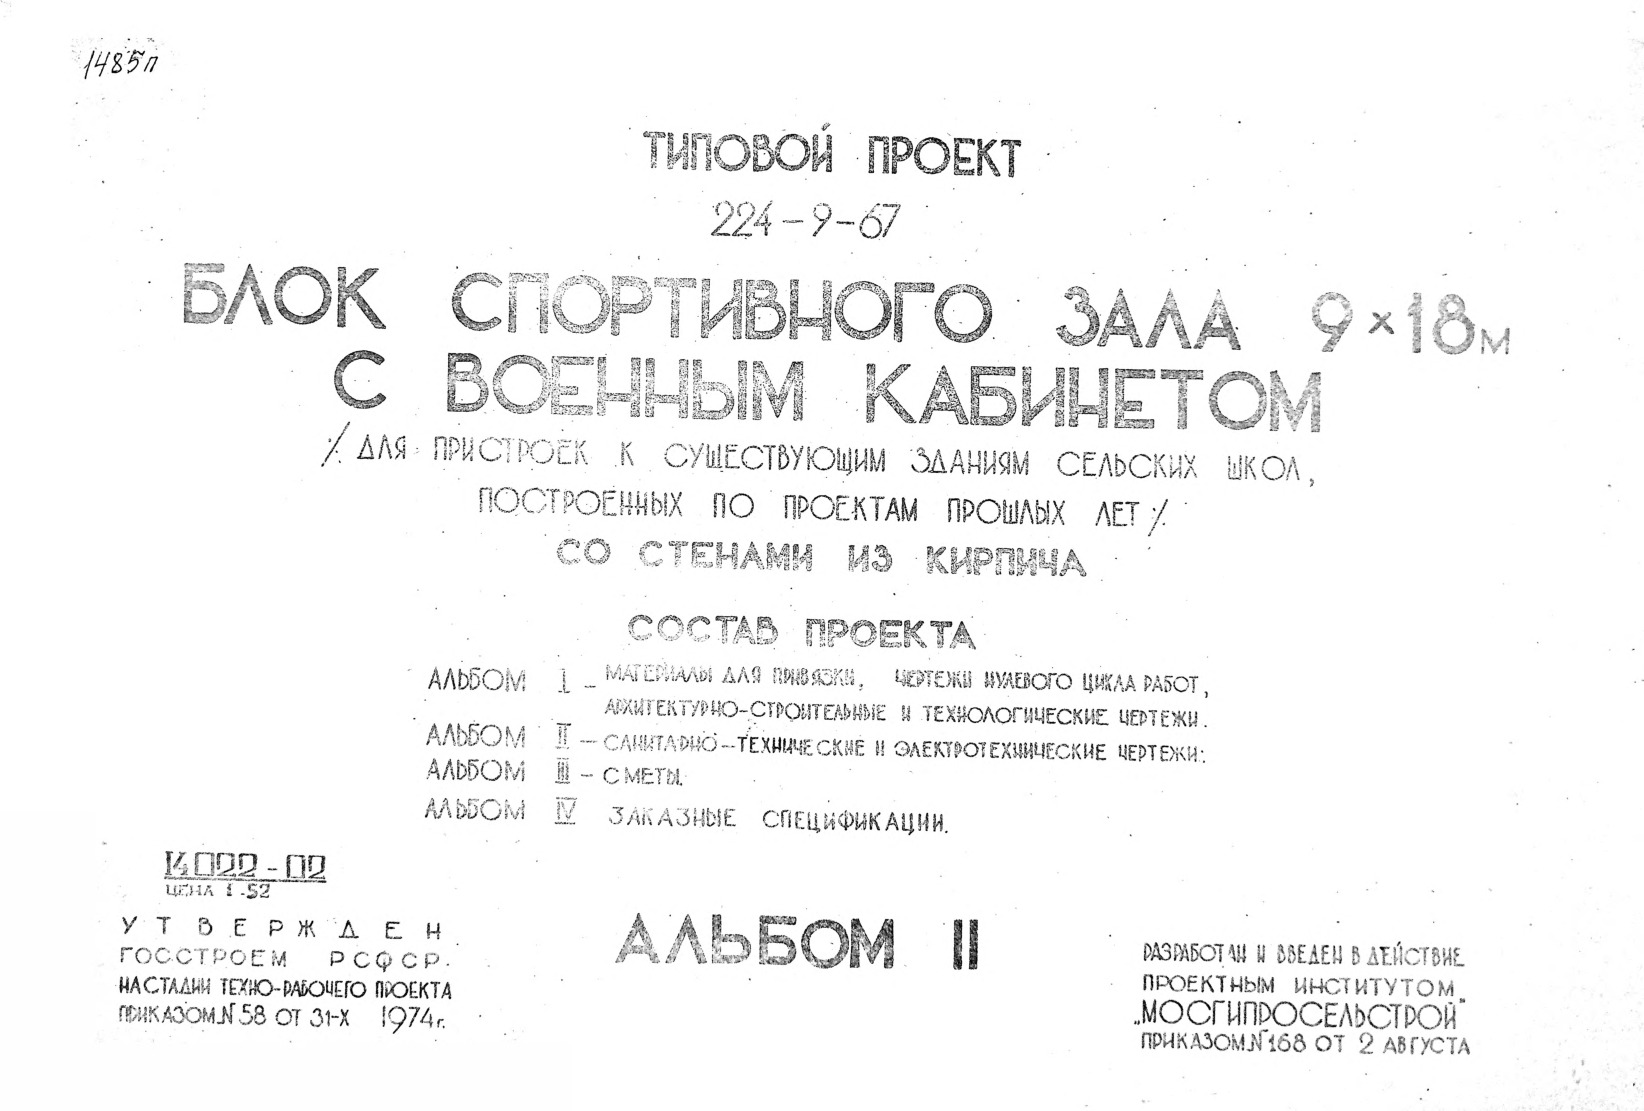 1485п
ТИПОВОЙ ПРОЕКТ
224-9-67
БЛОК СПОРТИВНОГО ЗАЛА 9×18м
С ВОЕННЫМ КАБИНЕТОМ
/. ДЛЯ ПРИСТРОЕК К СУЩЕСТВУЮЩИМ ЗДАНИЯМ СЕЛЬСКИХ ШКОЛ,
ПОСТРОЕННЫХ ПО ПРОЕКТАМ ПРОШЛЫХ ЛЕТ /.
СО СТЕНАМИ ИЗ КИРПИЧА
СОСТАВ ПРОЕКТА
АЛЬБОМ I – МАТЕРИАЛЫ ДЛЯ ПРИВЯЗКИ, ЧЕРТЕЖИ НУЛЕВОГО ЦИКЛА РАБОТ,
АРХИТЕКТУРНО-СТРОИТЕЛЬНЫЕ И ТЕХНОЛОГИЧЕСКИЕ ЧЕРТЕЖИ.
АЛЬБОМ II – САНИТАРНО-ТЕХНИЧЕСКИЕ И ЭЛЕКТРОТЕХНИЧЕСКИЕ ЧЕРТЕЖИ.
АЛЬБОМ III – СМЕТЫ.
АЛЬБОМ IV ЗАКАЗНЫЕ СПЕЦИФИКАЦИИ.
14022-02
ЦЕНА 1-52
УТВЕРЖДЕН
ГОССТРОЕМ РСФСР.
НА СТАДИИ ТЕХНО-РАБОЧЕГО ПРОЕКТА
ПРИКАЗОМ N 58 ОТ 31-X 1974г.
АЛЬБОМ II
РАЗРАБОТАН И ВВЕДЕН В ДЕЙСТВИЕ
ПРОЕКТНЫМ ИНСТИТУТОМ
„МОСГИПРОСЕЛЬСТРОЙ"
ПРИКАЗОМ N 168 ОТ 2 АВГУСТА